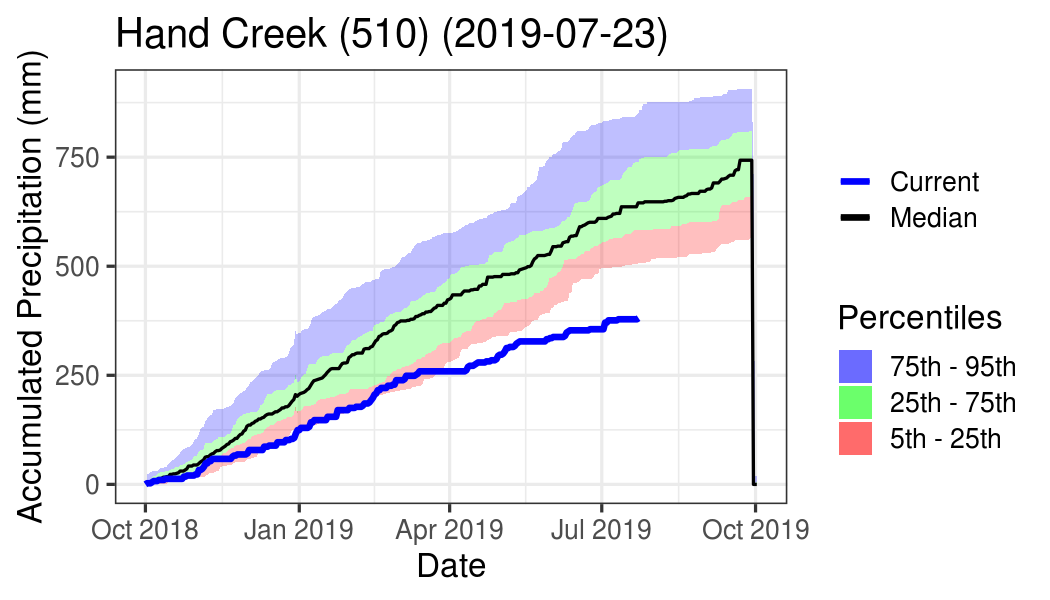 Hand Creek (510) (2019-07-23)
Accumulated Precipitation (mm)
750
500
250
0
Oct 2018
Jan 2019
Apr 2019
Jul 2019
Oct 2019
Date
Current
Median
Percentiles
75th - 95th
25th - 75th
5th - 25th